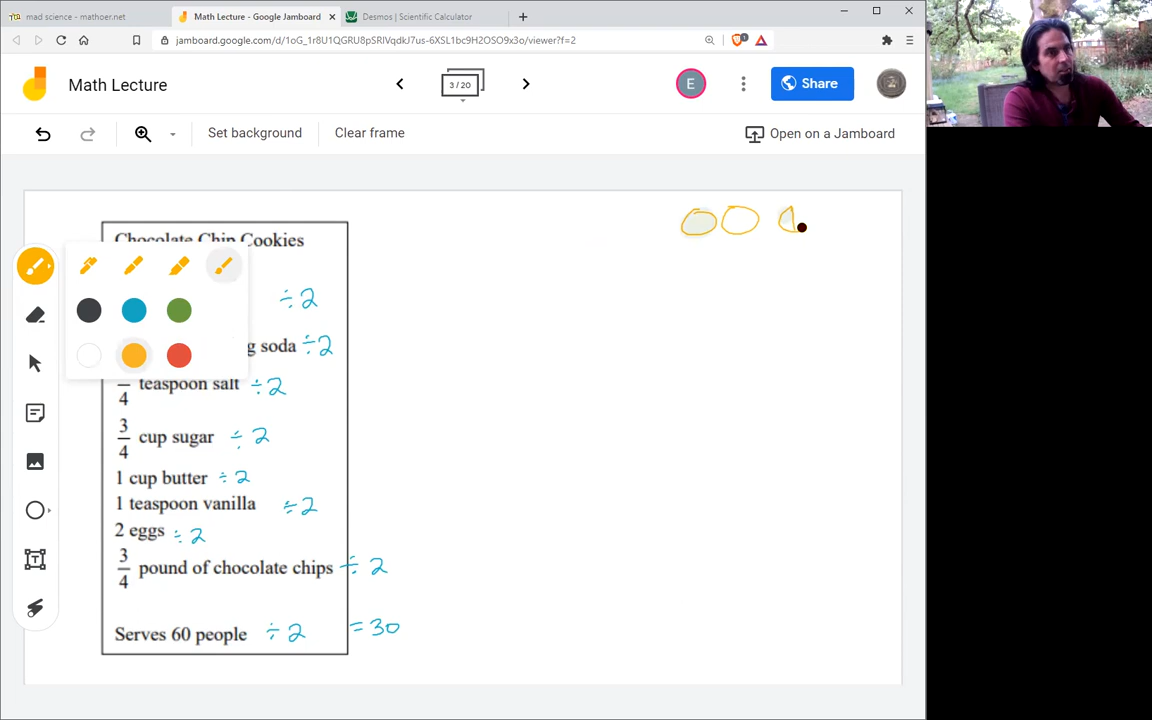 mad science - mathoer.net
Math Lecture - Google Jamboard
Desmos | Scientific Calculator
jamboard.google.com/d/1oG_1r8U1QGRU8pSRlVqdkJ7us-6XSL1bc9H2OSO9x3o/viewer?f=2
Math Lecture
3 / 20
E
Share
Set background
Clear frame
Open on a Jamboard
Chocolate Chip Cookies
÷2
g soda ÷2
4 teaspoon salt ÷2
3/4 cup sugar ÷ 2
1 cup butter ÷2
1 teaspoon vanilla ÷2
2 eggs ÷2
3/4 pound of chocolate chips ÷ 2
Serves 60 people ÷2 =30